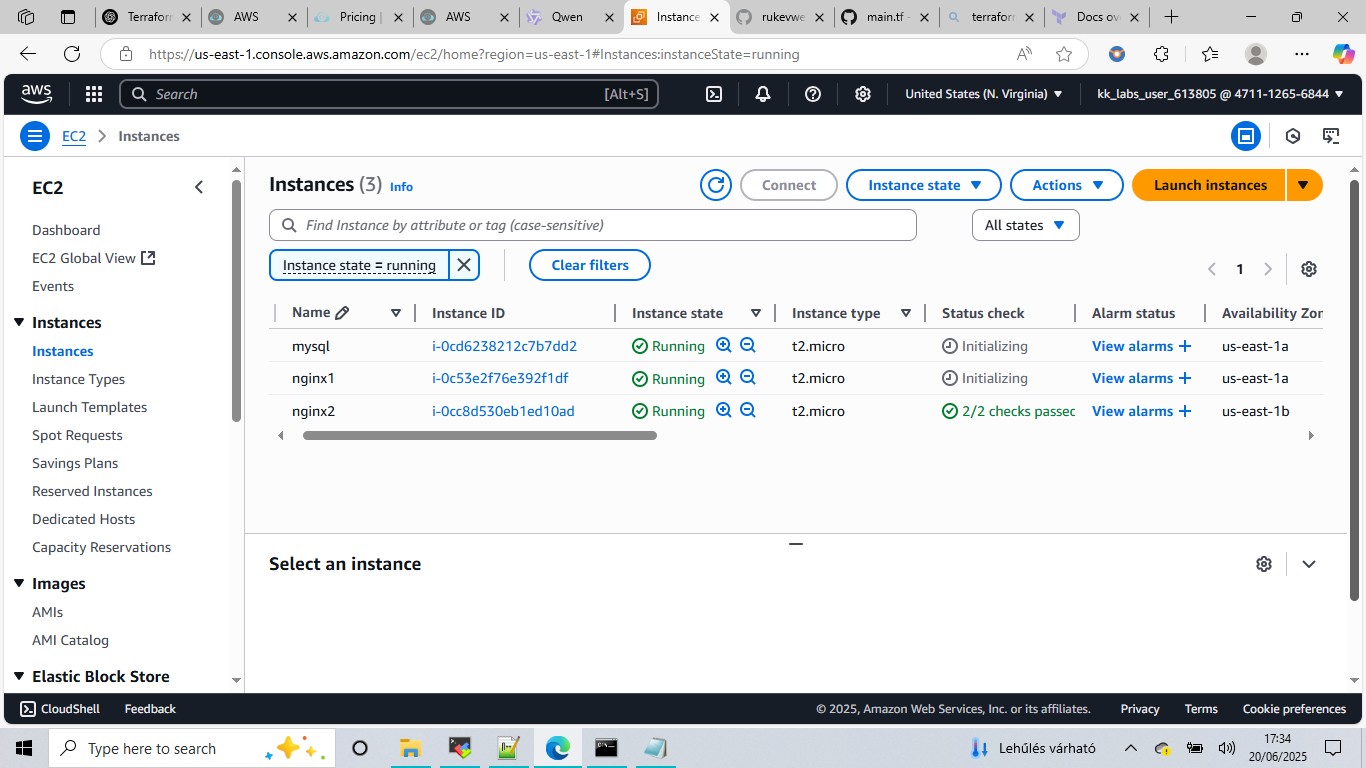 Terraform
AWS
Pricing |
AWS
Qwen
Instance
rukevwe
main.tf -
terraform
Docs ov
https://us-east-1.console.aws.amazon.com/ec2/home?region=us-east-1#Instances:instanceState=running
aws
Search
[Alt+S]
United States (N. Virginia)
kk_labs_user_613805 @ 4711-1265-6844
EC2
Instances
EC2
Dashboard
EC2 Global View
Events
Instances
Instances
Instance Types
Launch Templates
Spot Requests
Savings Plans
Reserved Instances
Dedicated Hosts
Capacity Reservations
Images
AMIs
AMI Catalog
Elastic Block Store
Instances (3) Info
Connect
Instance state
Actions
Launch instances
Find Instance by attribute or tag (case-sensitive)
All states
Instance state = running
Clear filters
1
Name Instance ID Instance state Instance type Status check Alarm status Availability Zon
mysql i-0cd6238212c7b7dd2 Running t2.micro Initializing View alarms + us-east-1a
nginx1 i-0c53e2f76e392f1df Running t2.micro Initializing View alarms + us-east-1a
nginx2 i-0cc8d530eb1ed10ad Running t2.micro 2/2 checks passed View alarms + us-east-1b
Select an instance
CloudShell
Feedback
© 2025, Amazon Web Services, Inc. or its affiliates.
Privacy
Terms
Cookie preferences
Type here to search
Lehűlés várható
17:34
20/06/2025